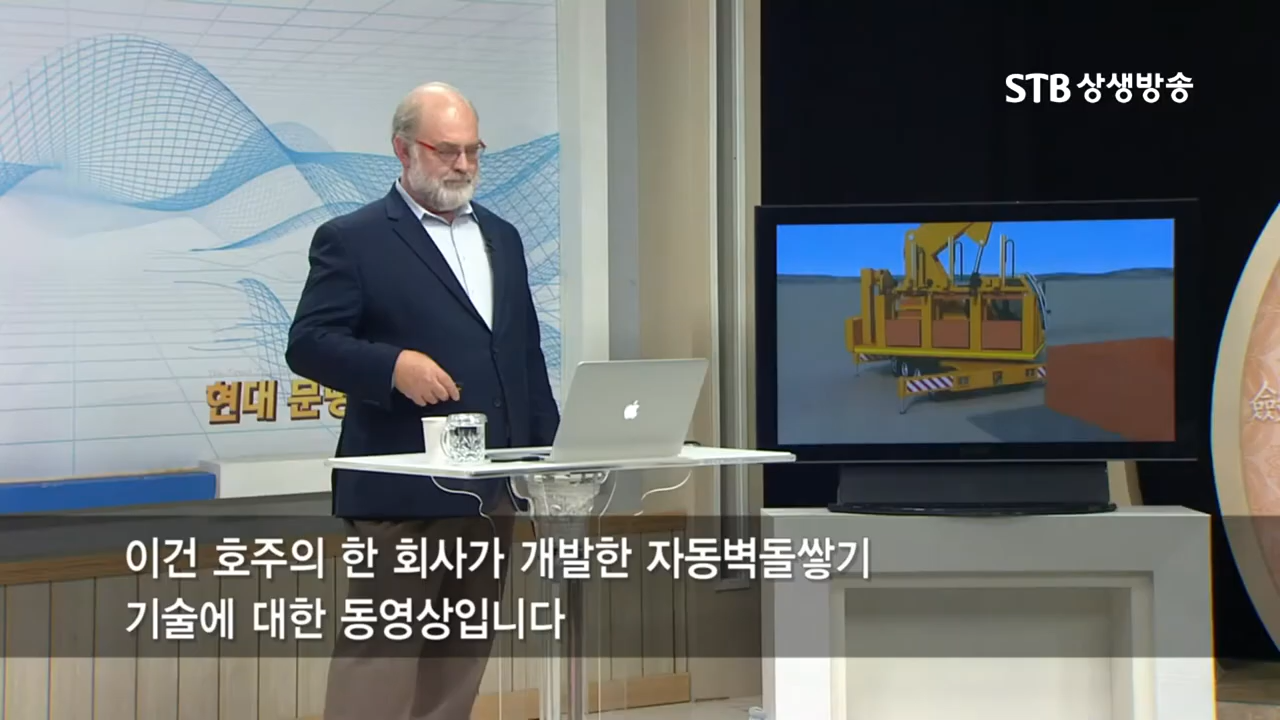 STB 상생방송
현대 문명
이건 호주의 한 회사가 개발한 자동벽돌쌓기
기술에 대한 동영상입니다